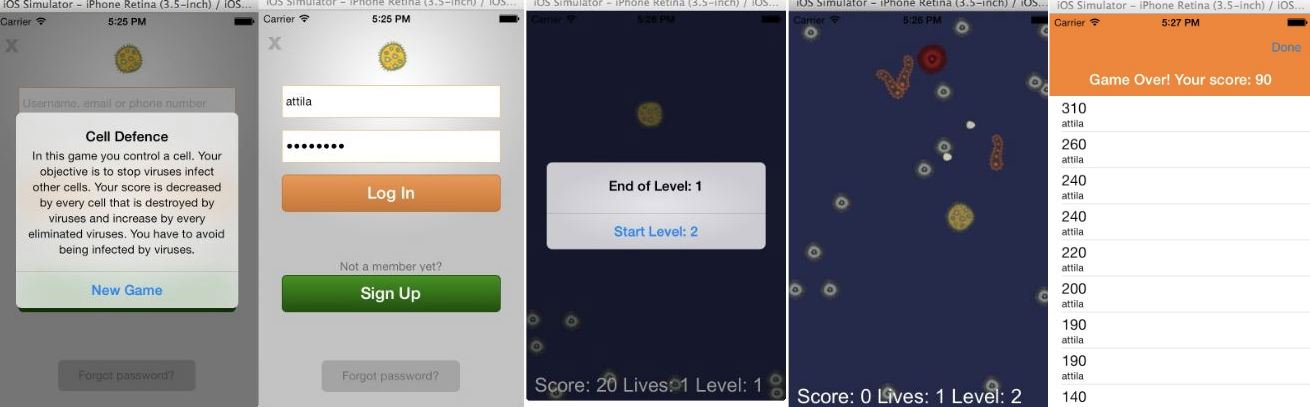 iOS Simulator - iPhone Retina (3.5-inch) / iOS...
Carrier 5:25 PM
X
Username, email or phone number
Cell Defence
In this game you control a cell. Your
objective is to stop viruses infect
other cells. Your score is decreased
by every cell that is destroyed by
viruses and increase by every
eliminated viruses. You have to avoid
being infected by viruses.
New Game
Forgot password?
iOS Simulator - iPhone Retina (3.5-inch) / iOS...
Carrier 5:25 PM
X
attila
Log In
Not a member yet?
Sign Up
Forgot password?
iOS Simulator - iPhone Retina (3.5-inch) / iOS...
Carrier 5:26 PM
End of Level: 1
Start Level: 2
Score: 20 Lives: 1 Level: 1
iOS Simulator - iPhone Retina (3.5-inch) / iOS...
Carrier 5:26 PM
Score: 0 Lives: 1 Level: 2
iOS Simulator - iPhone Retina (3.5-inch) / iOS...
Carrier 5:27 PM
Done
Game Over! Your score: 90
310
attila
260
attila
240
attila
240
attila
220
attila
200
attila
190
attila
190
attila
140